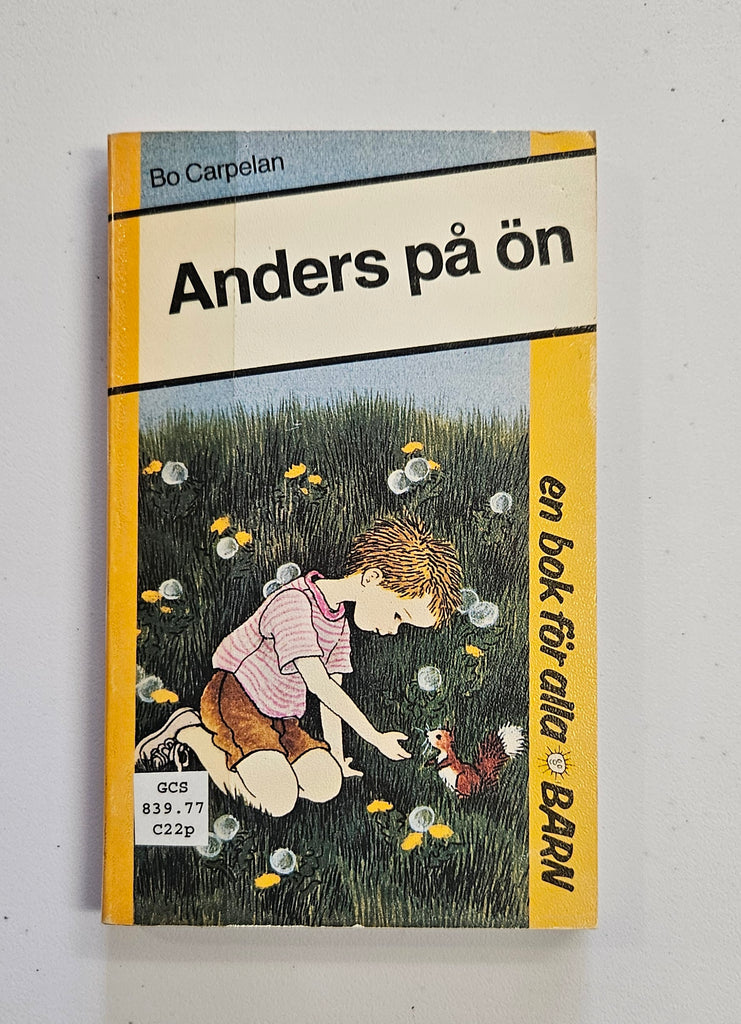 Bo Carpelan
Anders på ön
en bok för alla BARN
GCS
839.77
C22p